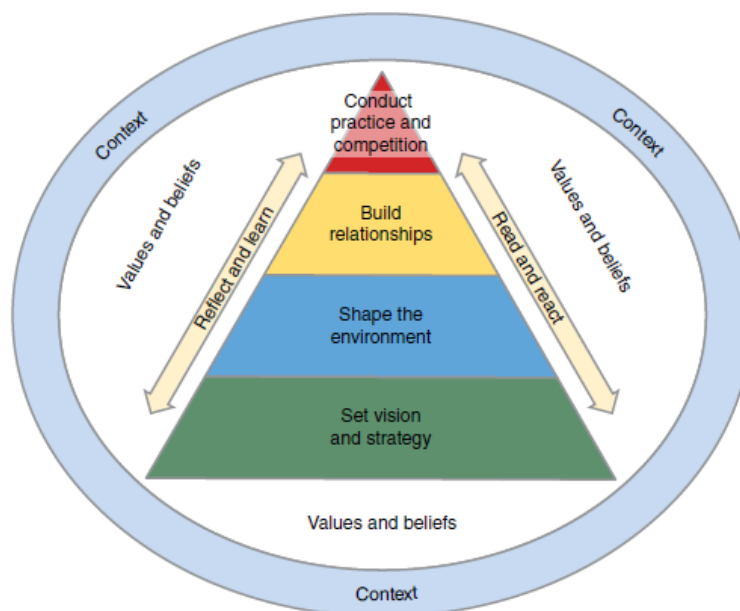 Conduct
practice and
competition
Context
Context
Values and beliefs
Values and beliefs
Build
relationships
Reflect and learn
Read and react
Shape the
environment
Set vision
and strategy
Values and beliefs
Context